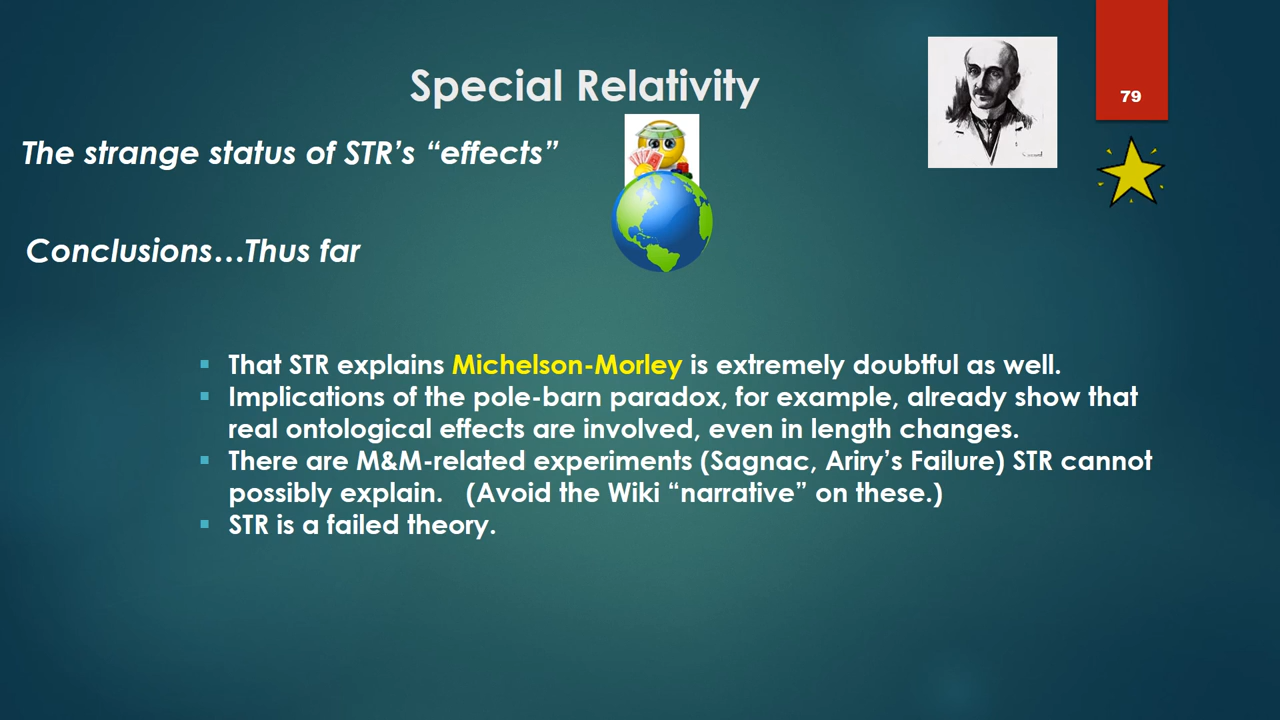 Special Relativity
79
The strange status of STR’s “effects”
Conclusions…Thus far
▪ That STR explains Michelson-Morley is extremely doubtful as well.
▪ Implications of the pole-barn paradox, for example, already show that
real ontological effects are involved, even in length changes.
▪ There are M&M-related experiments (Sagnac, Ariry’s Failure) STR cannot
possibly explain. (Avoid the Wiki “narrative” on these.)
▪ STR is a failed theory.